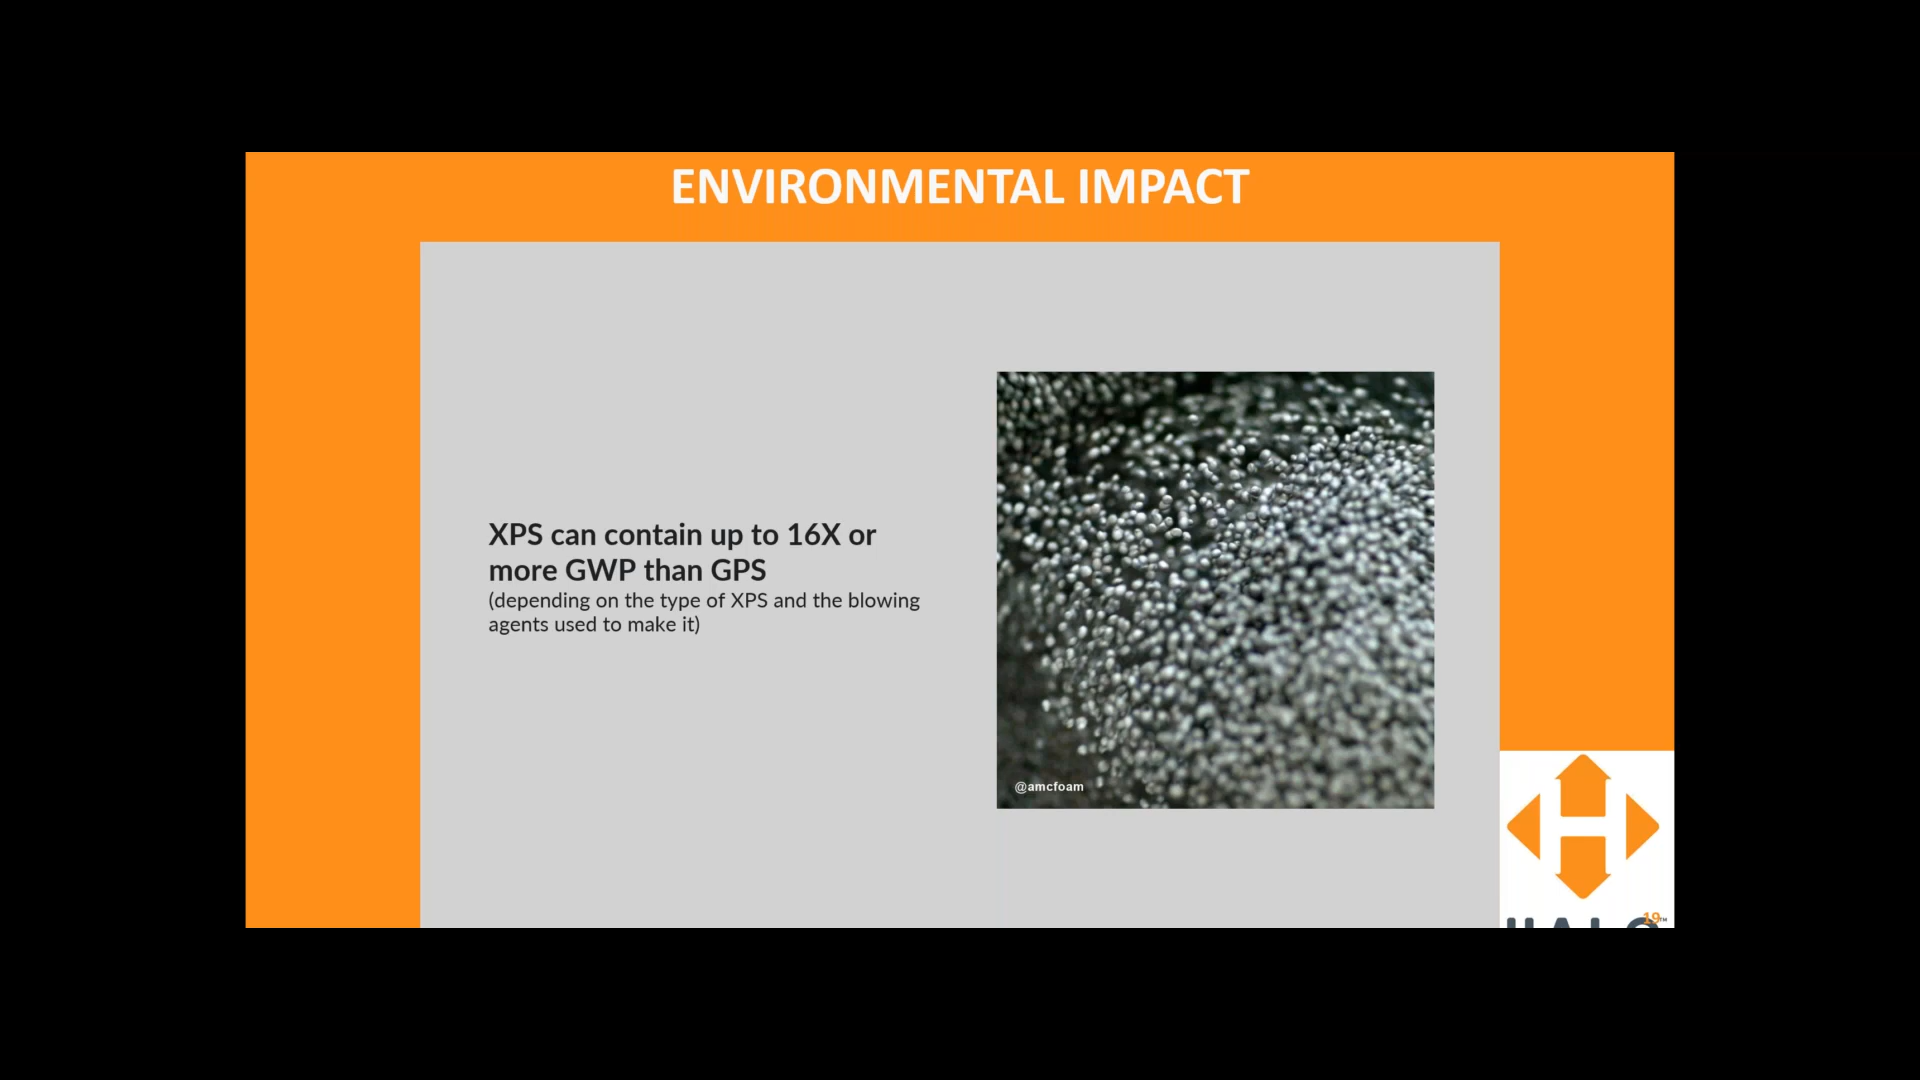 ENVIRONMENTAL IMPACT
XPS can contain up to 16X or
more GWP than GPS
(depending on the type of XPS and the blowing
agents used to make it)
@amcfoam
19